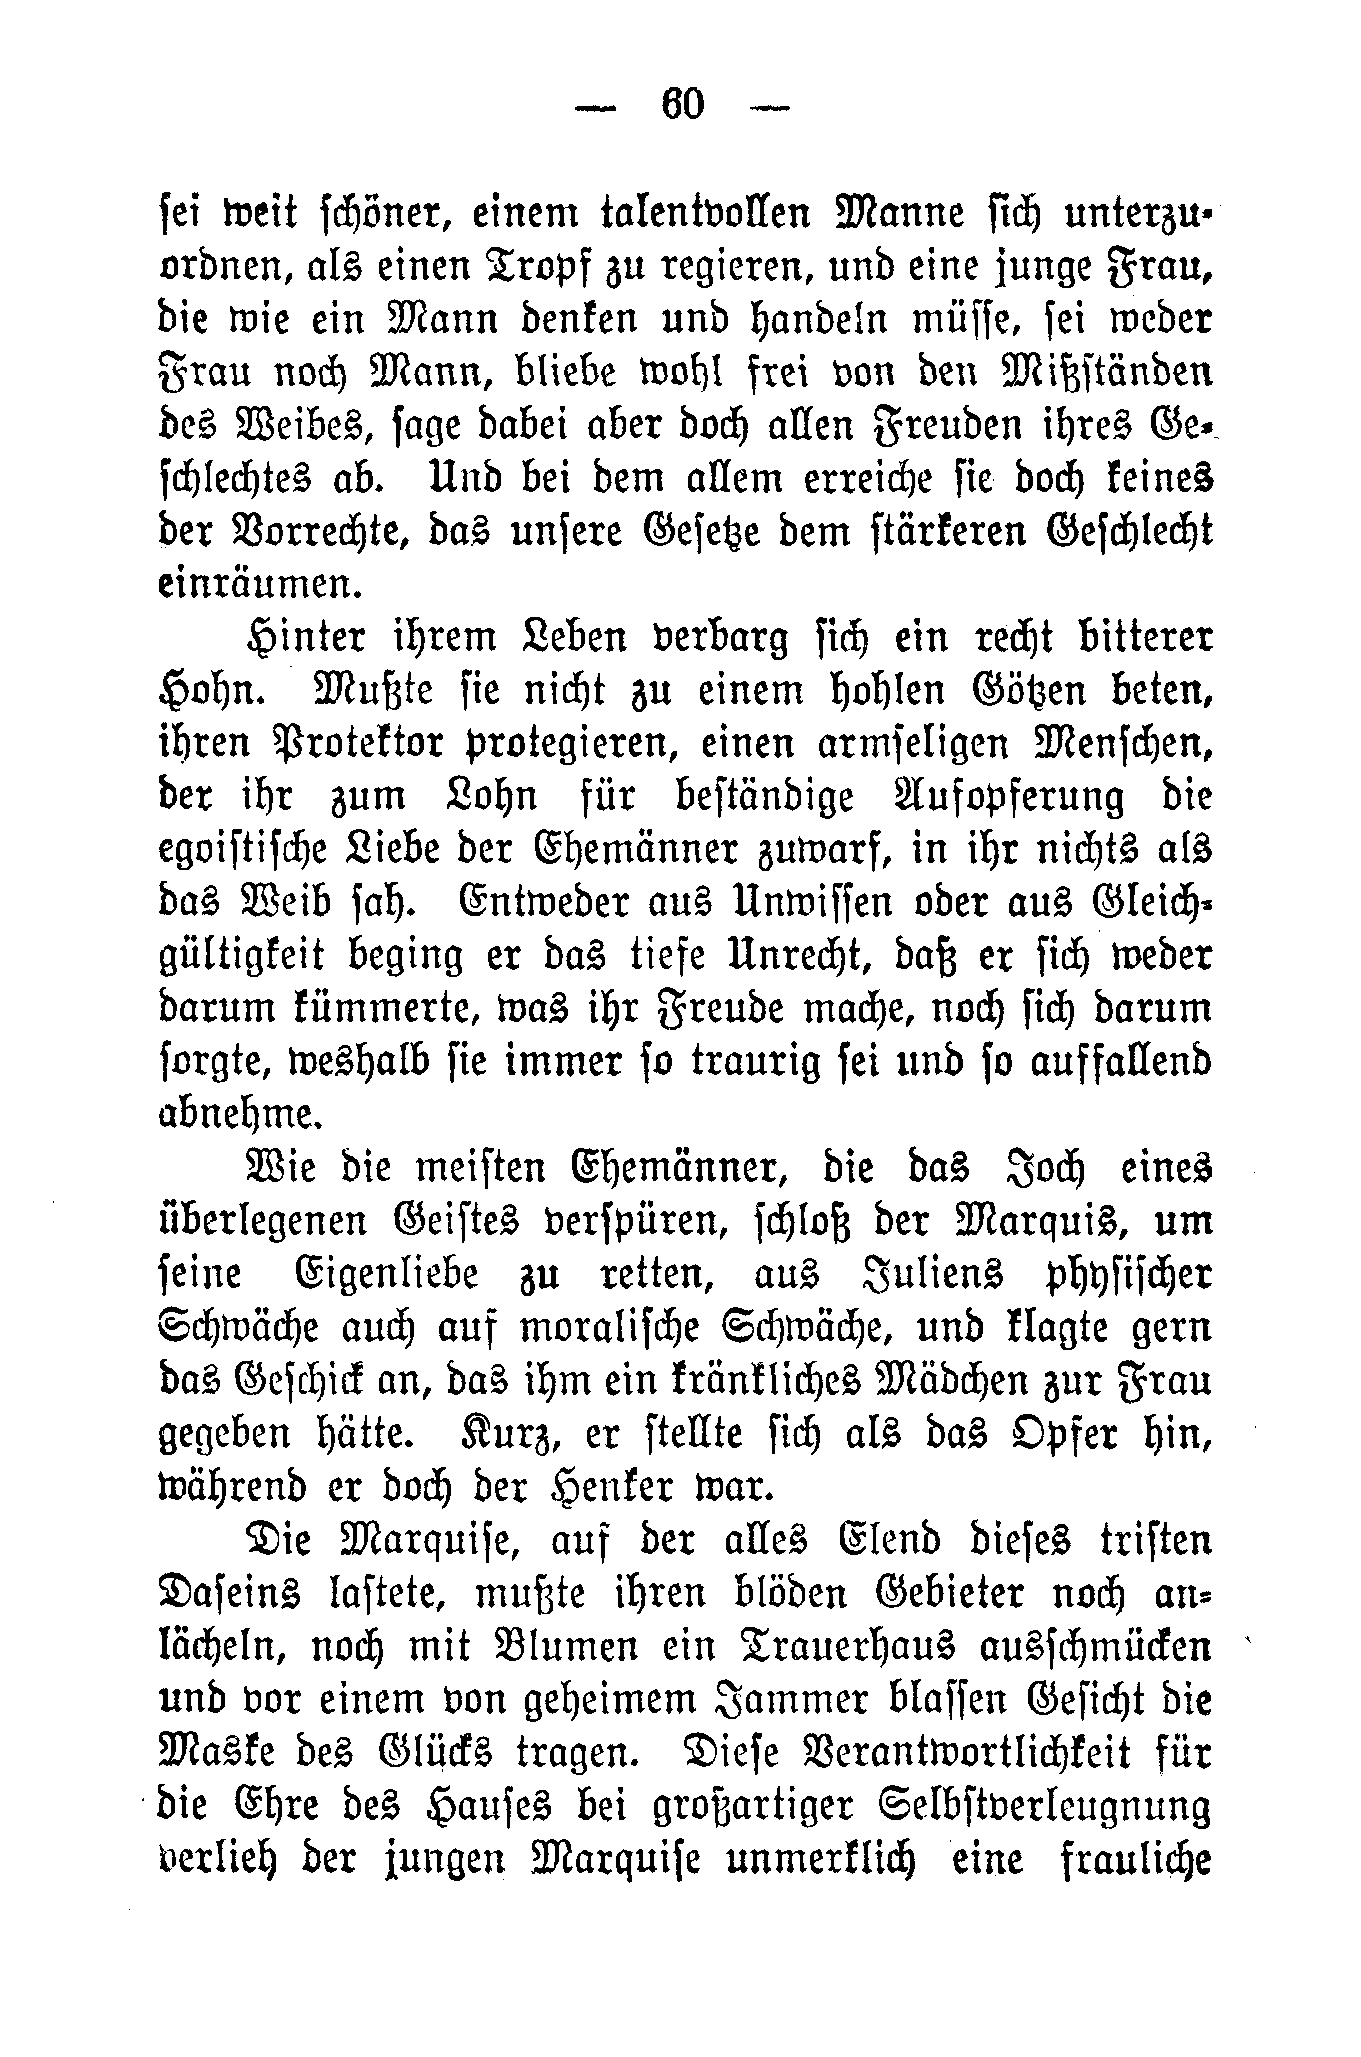 — 60 —
sei weit schöner, einem talentvollen Manne sich unterzu-
ordnen, als einen Tropf zu regieren, und eine junge Frau,
die wie ein Mann denken und handeln müsse, sei weder
Frau noch Mann, bliebe wohl frei von den Mißständen
des Weibes, sage dabei aber doch allen Freuden ihres Ge-
schlechtes ab. Und bei dem allem erreiche sie doch keines
der Vorrechte, das unsere Gesetze dem stärkeren Geschlecht
einräumen.
Hinter ihrem Leben verbarg sich ein recht bitterer
Hohn. Mußte sie nicht zu einem hohlen Götzen beten,
ihren Protektor protegieren, einen armseligen Menschen,
der ihr zum Lohn für beständige Aufopferung die
egoistische Liebe der Ehemänner zuwarf, in ihr nichts als
das Weib sah. Entweder aus Unwissen oder aus Gleich-
gültigkeit beging er das tiefe Unrecht, daß er sich weder
darum kümmerte, was ihr Freude mache, noch sich darum
sorgte, weshalb sie immer so traurig sei und so auffallend
abnehme.
Wie die meisten Ehemänner, die das Joch eines
überlegenen Geistes verspüren, schloß der Marquis, um
seine Eigenliebe zu retten, aus Juliens physischer
Schwäche auch auf moralische Schwäche, und klagte gern
das Geschick an, das ihm ein kränkliches Mädchen zur Frau
gegeben hätte. Kurz, er stellte sich als das Opfer hin,
während er doch der Henker war.
Die Marquise, auf der alles Elend dieses tristen
Daseins lastete, mußte ihren blöden Gebieter noch an-
lächeln, noch mit Blumen ein Trauerhaus ausschmücken
und vor einem von geheimem Jammer blassen Gesicht die
Maske des Glücks tragen. Diese Verantwortlichkeit für
die Ehre des Hauses bei großartiger Selbstverleugnung
verlieh der jungen Marquise unmerklich eine frauliche